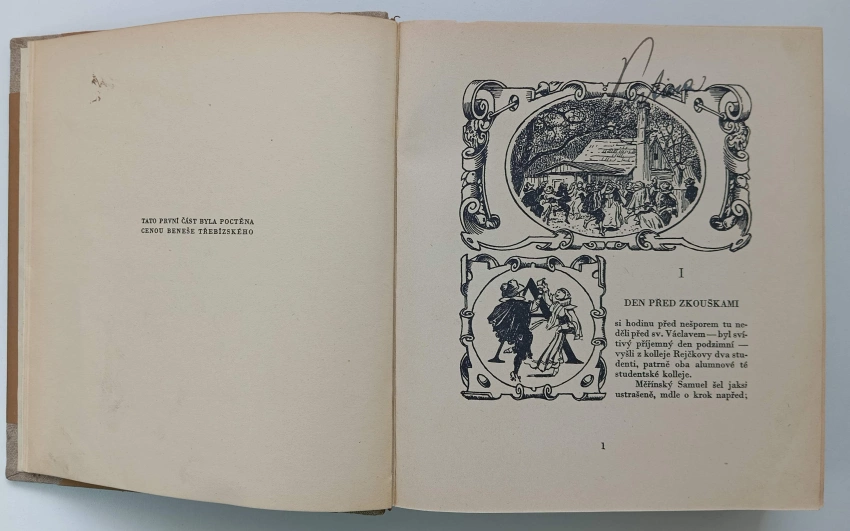 TATO PRVNÍ ČÁST BYLA POCTĚNA
CENOU BENEŠE TŘEBÍZSKÉHO
I
DEN PŘED ZKOUŠKAMI
A
si hodinu před nešporem tu ne-
děli před sv. Václavem — byl sví-
tivý příjemný den podzimní —
vyšli z kolleje Rejčkovy dva stu-
denti, patrně oba alumnové té
studentské kolleje.
Měřínský Samuel šel jaksi
ustrašeně, mdle o krok napřed;
1